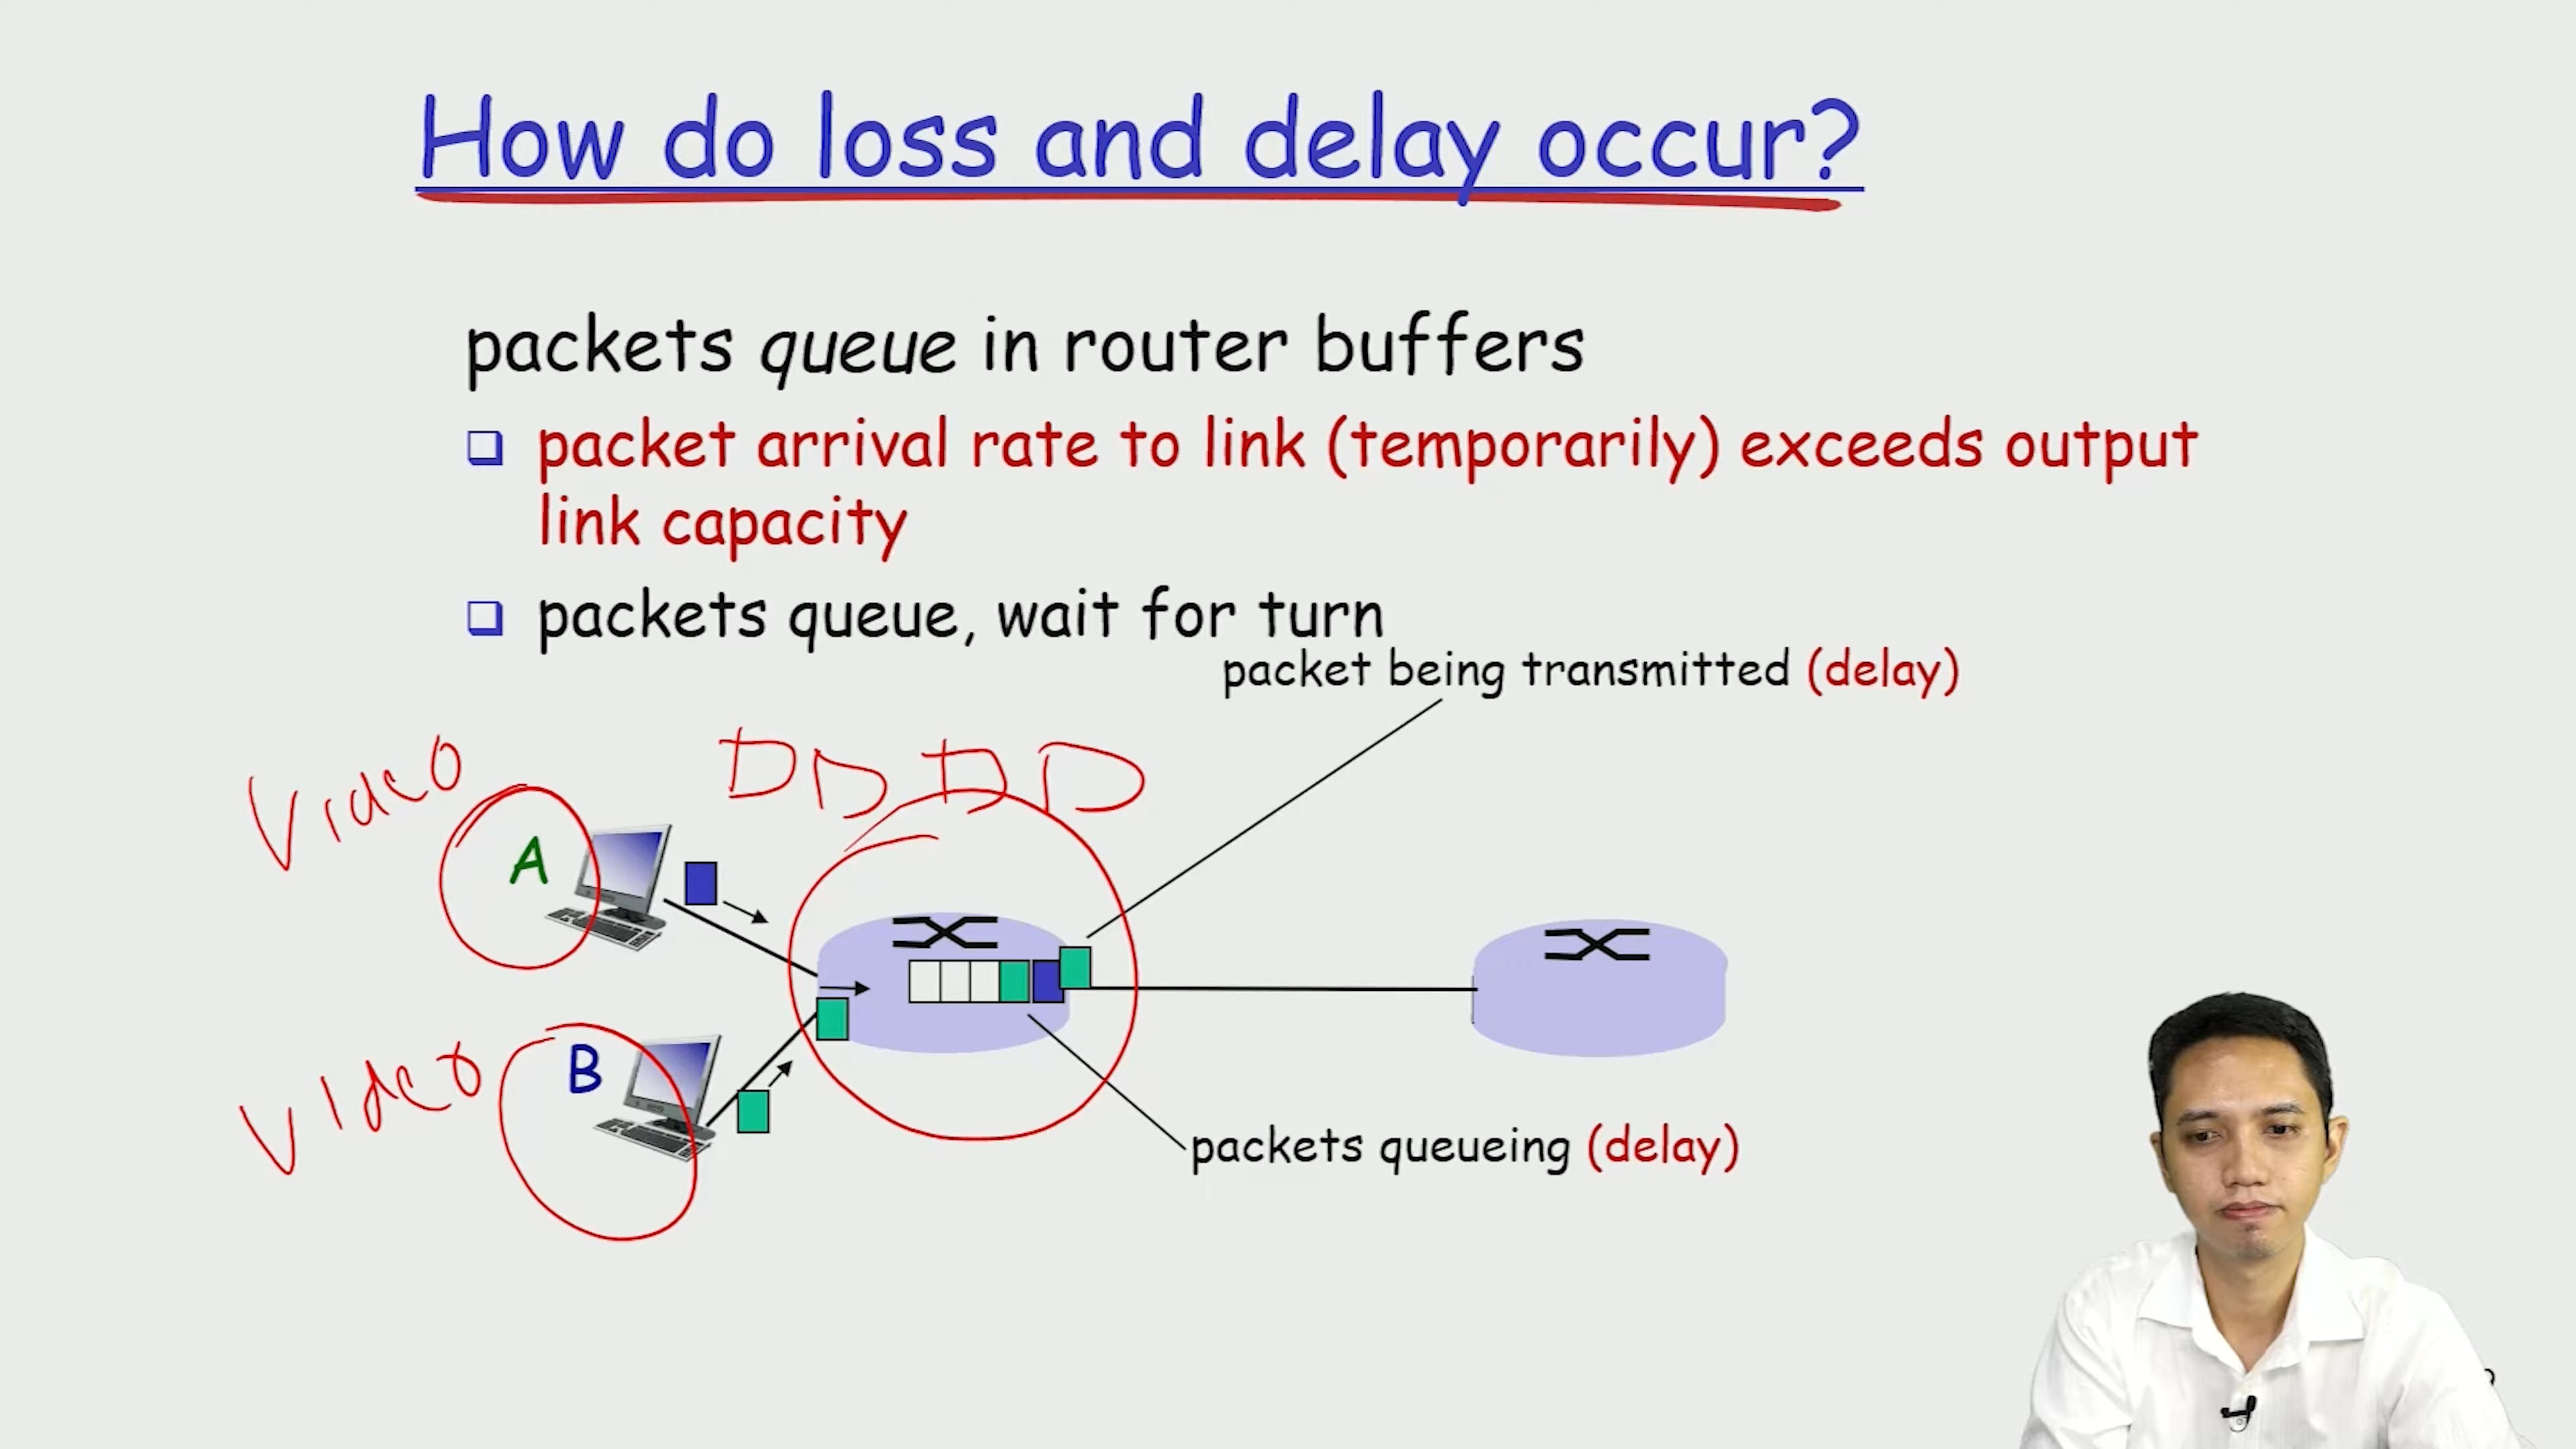 How do loss and delay occur?
packets queue in router buffers
packet arrival rate to link (temporarily) exceeds output
link capacity
packets queue, wait for turn
packet being transmitted (delay)
Video
D D D D
A
B
Video
packets queueing (delay)